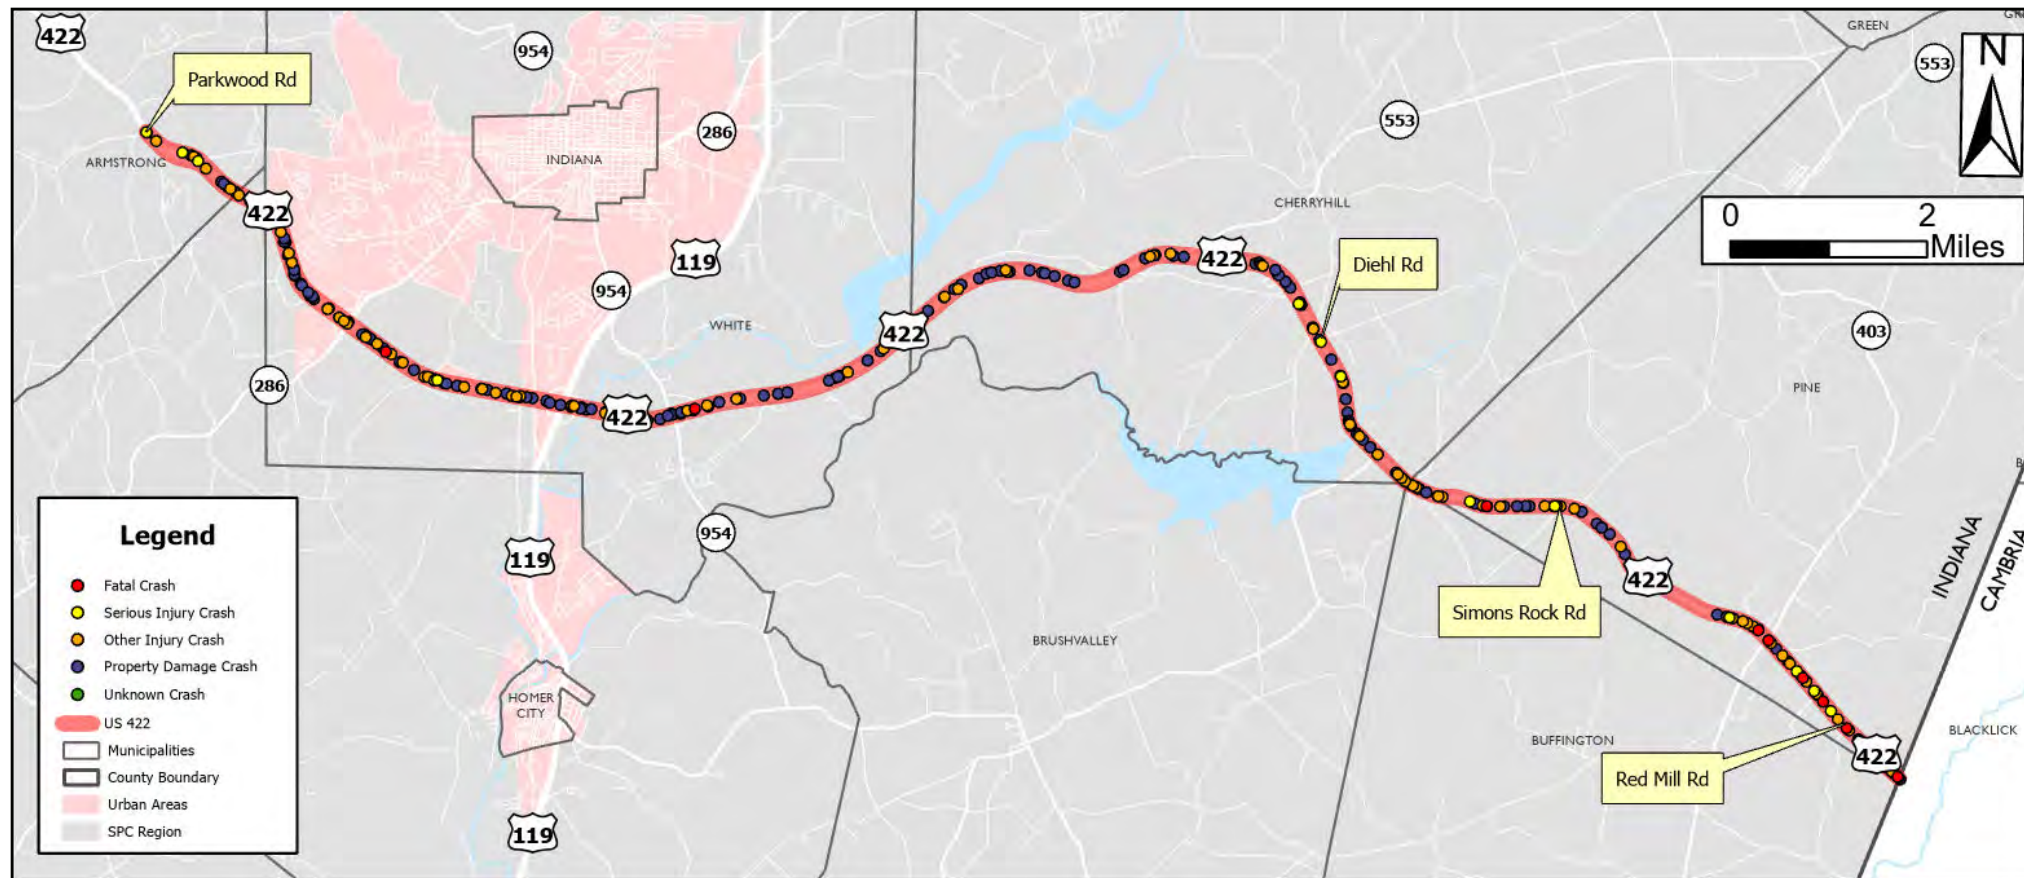 422
954
GREEN
553
N
Parkwood Rd
286
553
ARMSTRONG
INDIANA
0 2
Miles
CHERRYHILL
422
119
422
Diehl Rd
954
WHITE
422
403
286
PINE
422
954
119
INDIANA
CAMBRIA
422
Simons Rock Rd
BRUSHVALLEY
HOMER
CITY
BUFFINGTON
BLACKLICK
422
Red Mill Rd
119
Legend
Fatal Crash
Serious Injury Crash
Other Injury Crash
Property Damage Crash
Unknown Crash
US 422
Municipalities
County Boundary
Urban Areas
SPC Region